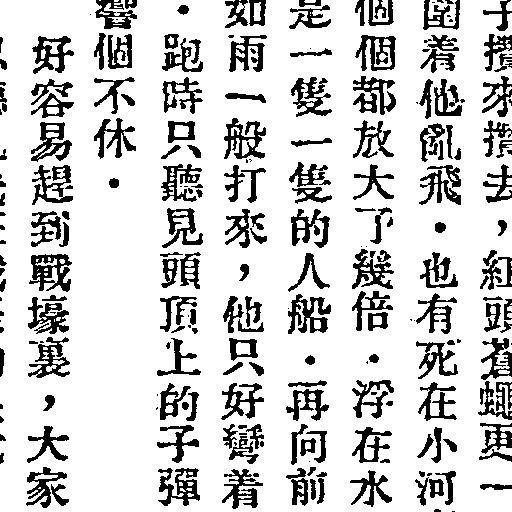 子攢來攢去，紅頭蒼蠅更一
圍着他亂飛．也有死在小河
個個都放大了幾倍．浮在水
是一隻一隻的人船．再向前
如雨一般打來，他只好彎着
．跑時只聽見頭頂上的子彈
響個不休．
好容易趕到戰壕裏，大家